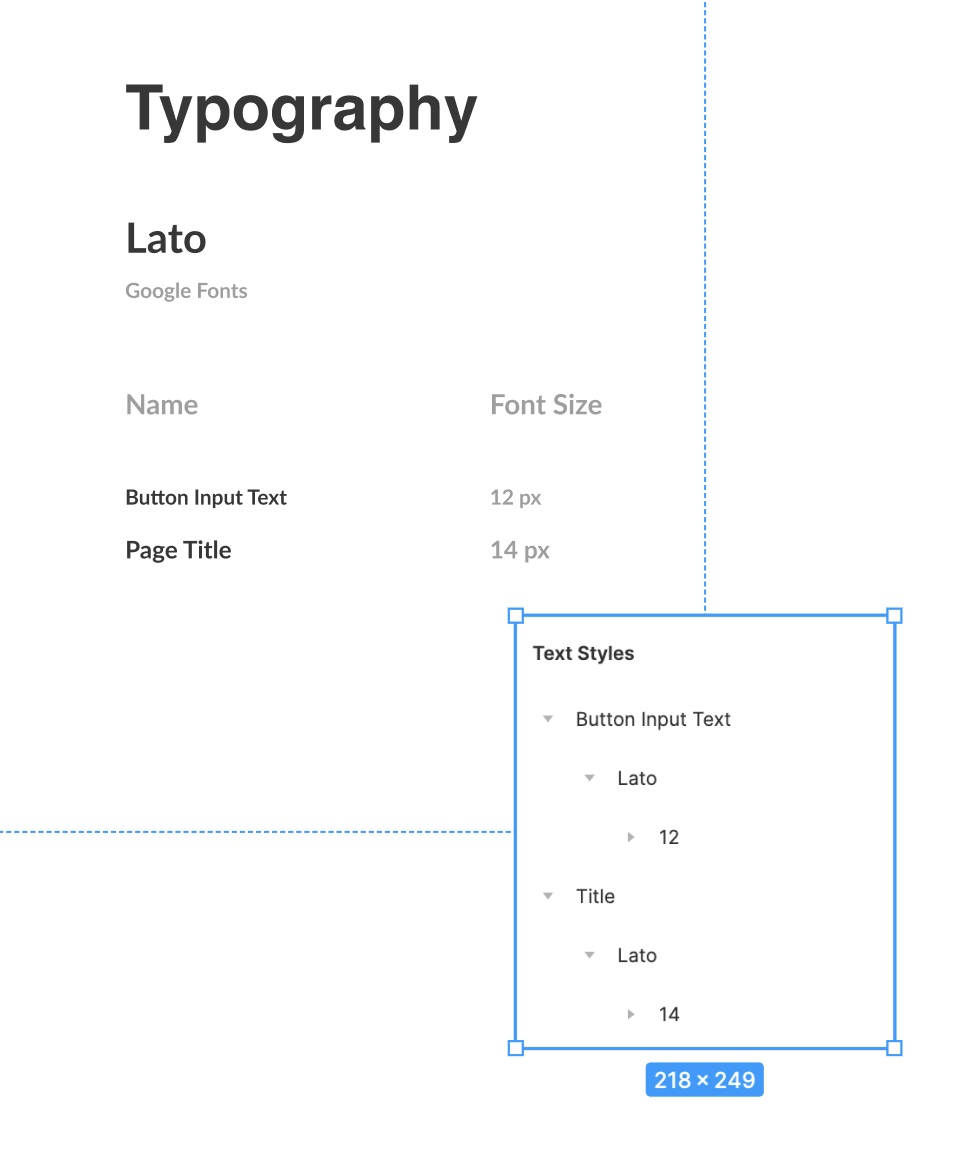 Typography
Lato
Google Fonts
Name Font Size
Button Input Text 12 px
Page Title 14 px
Text Styles
Button Input Text
Lato
12
Title
Lato
14
218 × 249